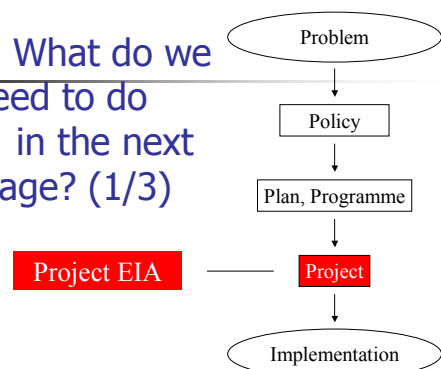 What do we
eed to do
in the next
age? (1/3)
Problem
Policy
Plan, Programme
Project EIA
Project
Implementation